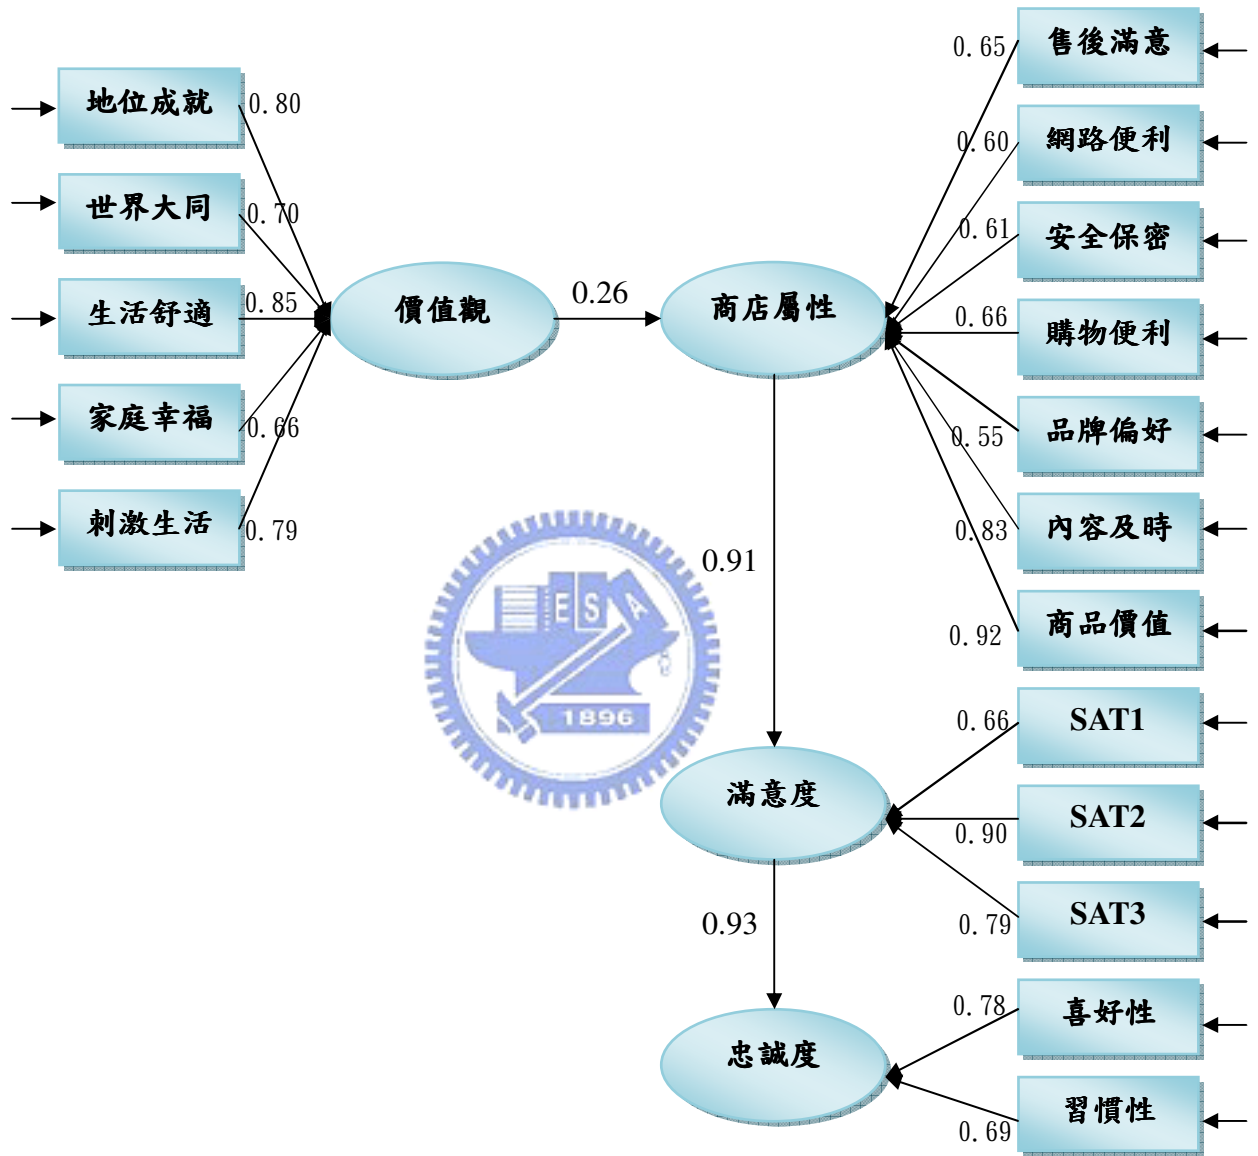 售後滿意
0.65
地位成就
0.80
網路便利
0.60
世界大同
0.70
安全保密
0.61
生活舒適
0.85
價值觀
0.26
商店屬性
0.66
購物便利
家庭幸福
0.66
品牌偏好
0.55
刺激生活
0.79
內容及時
0.83
0.91
商品價值
0.92
E S A
1896
SAT1
0.66
滿意度
SAT2
0.90
SAT3
0.79
0.93
喜好性
0.78
忠誠度
習慣性
0.69